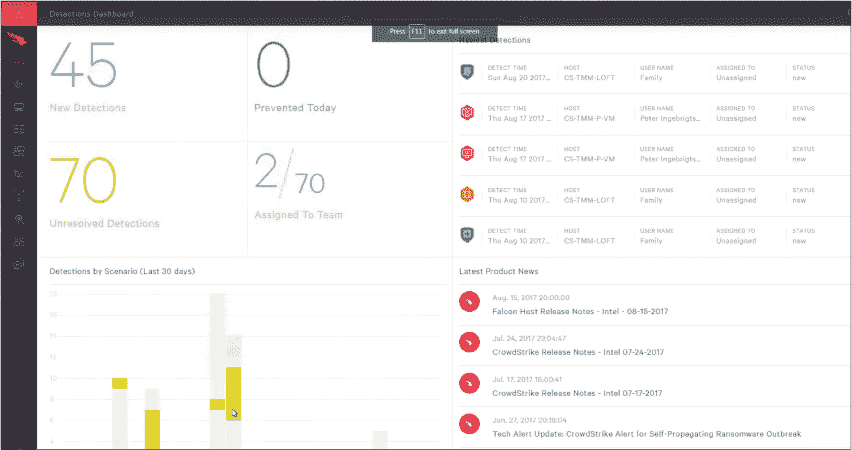 Detections Dashboard
Press F11 to exit full screen
45
New Detections
0
Prevented Today
70
Unresolved Detections
2/70
Assigned To Team
Newest Detections
DETECT TIME HOST USER NAME ASSIGNED TO STATUS
Sun Aug 20 2017... CS-TMM-LOFT Family Unassigned new
DETECT TIME HOST USER NAME ASSIGNED TO STATUS
Thu Aug 17 2017 ... CS-TMM-P-VM Peter Ingebrigts... Unassigned new
DETECT TIME HOST USER NAME ASSIGNED TO STATUS
Thu Aug 17 2017 ... CS-TMM-P-VM Peter Ingebrigts... Unassigned new
DETECT TIME HOST USER NAME ASSIGNED TO STATUS
Thu Aug 10 2017 ... CS-TMM-LOFT Family Unassigned new
DETECT TIME HOST USER NAME ASSIGNED TO STATUS
Thu Aug 10 2017... CS-TMM-LOFT Family Unassigned new
Detections by Scenario (Last 30 days)
10
8
6
4
Latest Product News
Aug. 15, 2017 20:00:00
Falcon Host Release Notes - Intel - 08-15-2017
Jul. 24, 2017 23:04:47
CrowdStrike Release Notes - Intel 07-24-2017
Jul. 17, 2017 16:00:41
CrowdStrike Release Notes - Intel 07-17-2017
Jun. 27, 2017 20:18:04
Tech Alert Update: CrowdStrike Alert for Self-Propagating Ransomware Outbreak